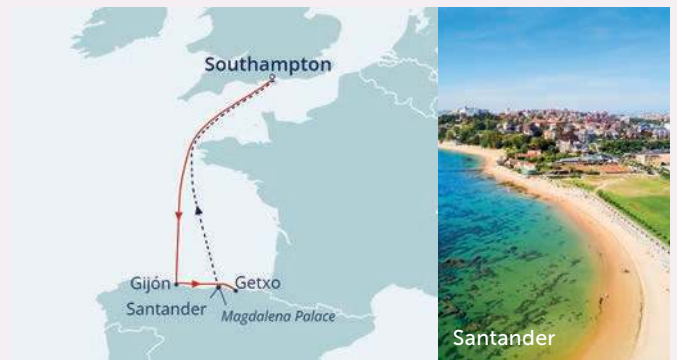 Southampton
Gijón
Getxo
Santander
Magdalena Palace
Santander